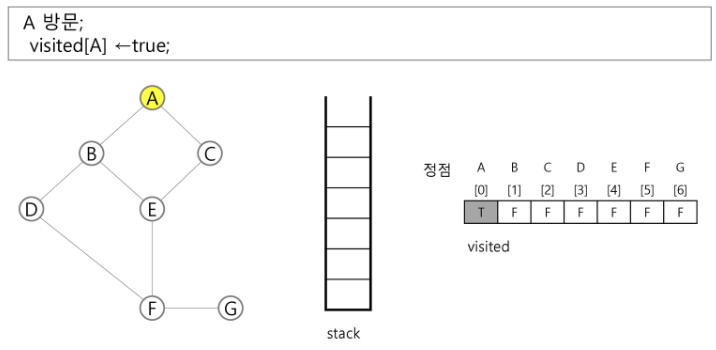 A 방문;
visited[A] ←true;
A
B
C
D
E
F
G
stack
정점 A B C D E F G
[0] [1] [2] [3] [4] [5] [6]
T F F F F F F
visited